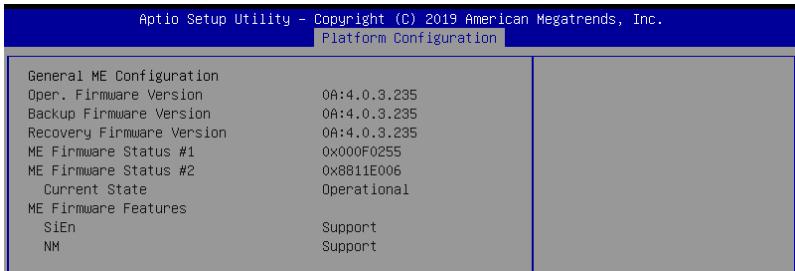 Aptio Setup Utility – Copyright (C) 2019 American Megatrends, Inc.
Platform Configuration
General ME Configuration
Oper. Firmware Version 0A:4.0.3.235
Backup Firmware Version 0A:4.0.3.235
Recovery Firmware Version 0A:4.0.3.235
ME Firmware Status #1 0x000F0255
ME Firmware Status #2 0x8811E006
Current State Operational
ME Firmware Features
SiEn Support
NM Support